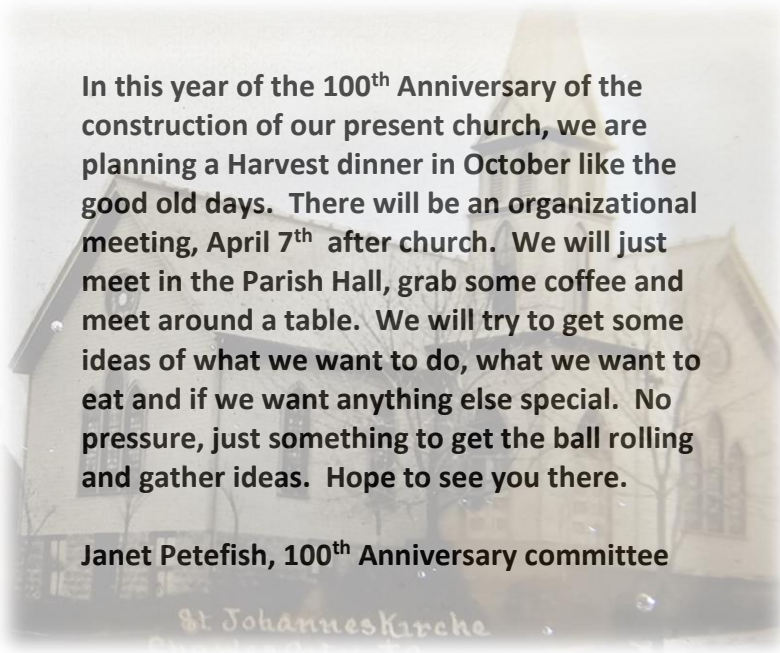 In this year of the 100th Anniversary of the
construction of our present church, we are
planning a Harvest dinner in October like the
good old days. There will be an organizational
meeting, April 7th after church. We will just
meet in the Parish Hall, grab some coffee and
meet around a table. We will try to get some
ideas of what we want to do, what we want to
eat and if we want anything else special. No
pressure, just something to get the ball rolling
and gather ideas. Hope to see you there.
Janet Petefish, 100th Anniversary committee
St JohannesKirche